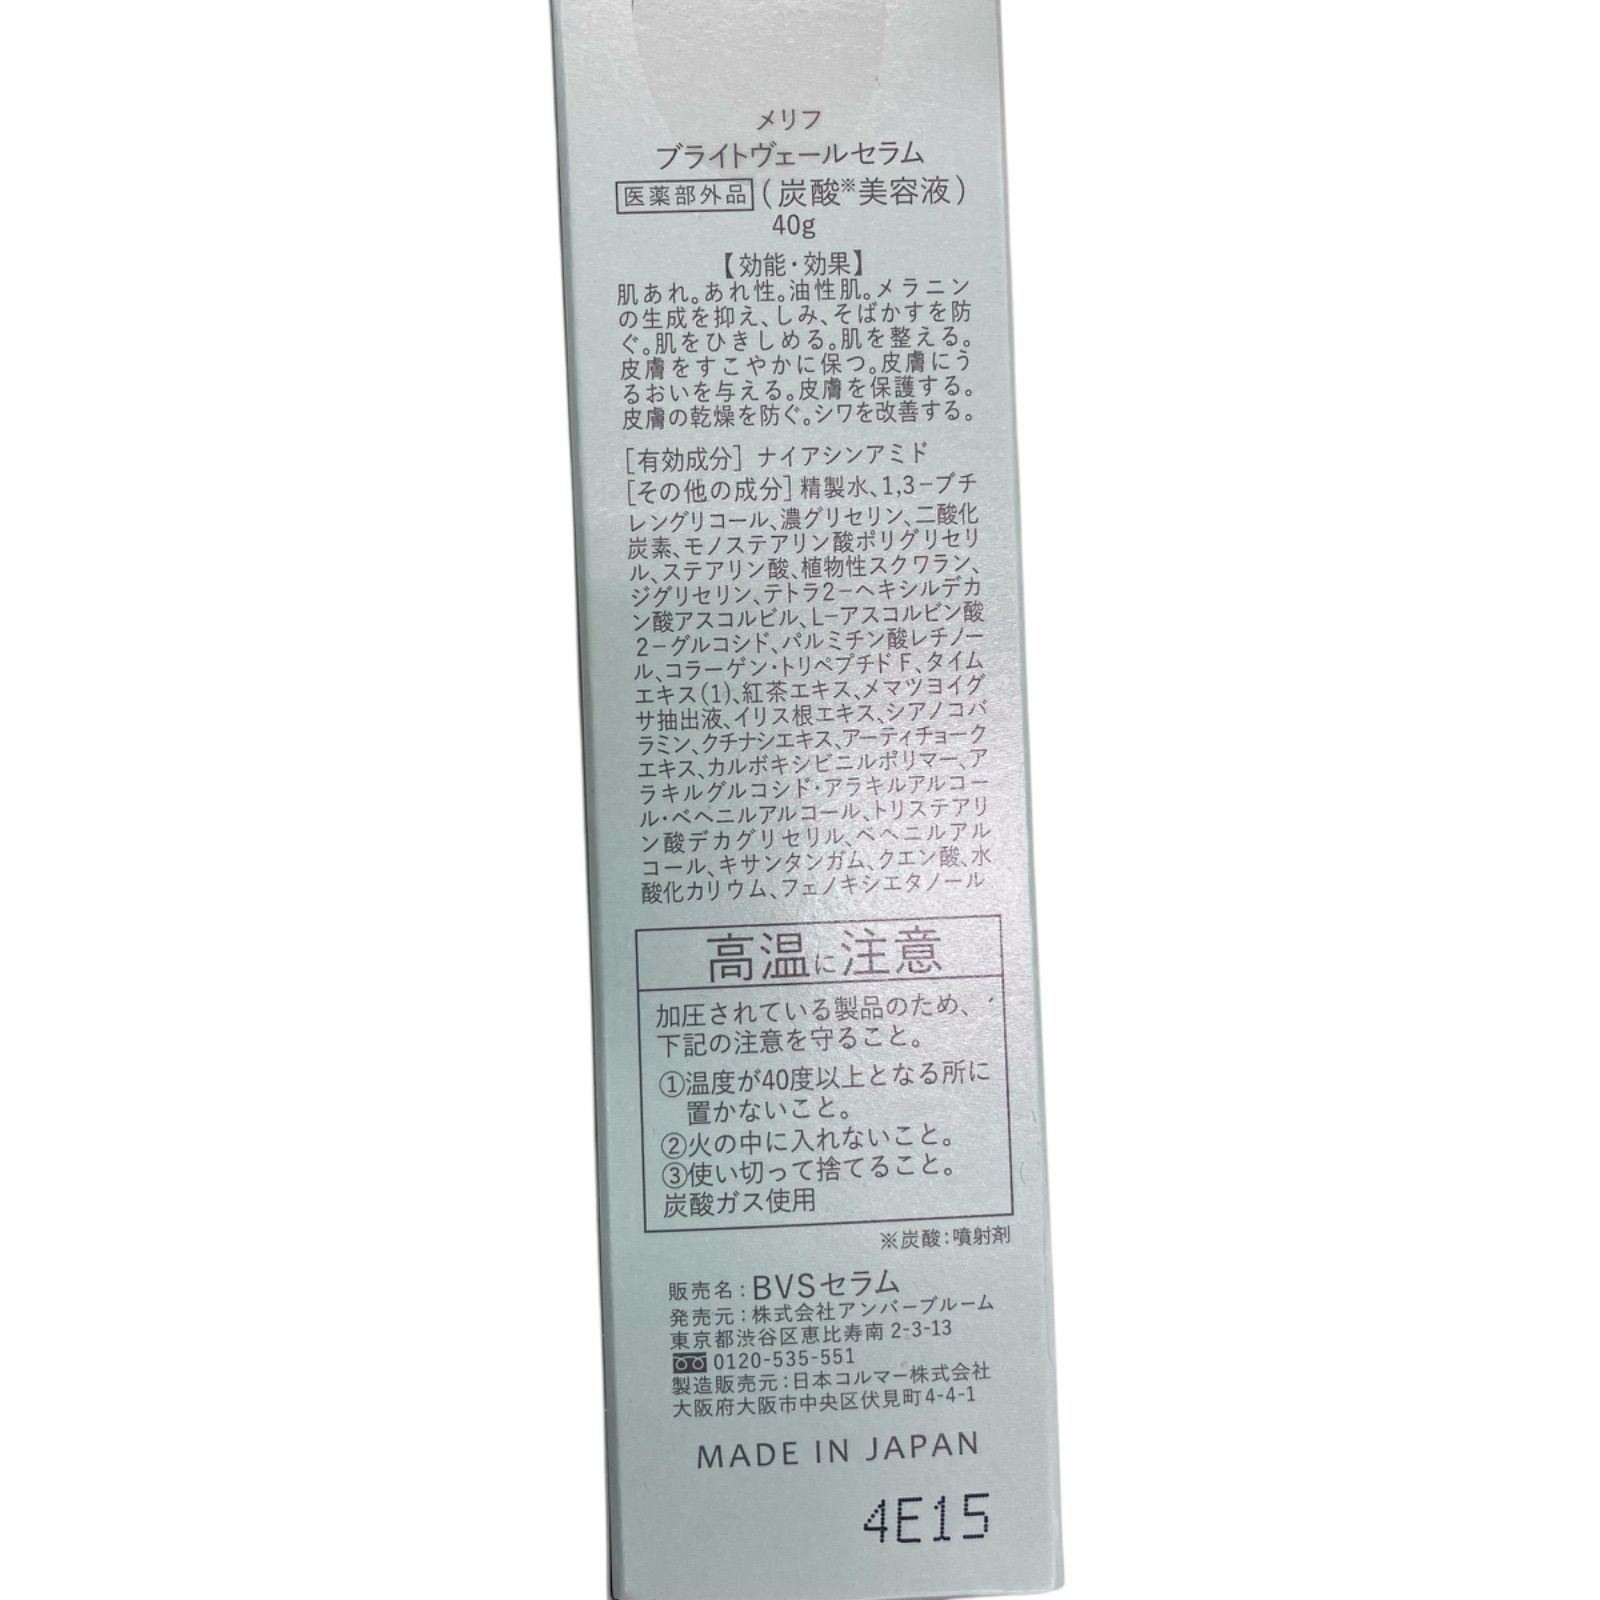 メリフ
ブライトヴェールセラム
医薬部外品 (炭酸※美容液)
40g
【効能・効果】
肌あれ。あれ性。油性肌。メラニン
の生成を抑え、しみ、そばかすを防
ぐ。肌をひきしめる。肌を整える。
皮膚をすこやかに保つ。皮膚にう
るおいを与える。皮膚を保護する。
皮膚の乾燥を防ぐ。シワを改善する。
[有効成分] ナイアシンアミド
[その他の成分] 精製水、1,3−ブチ
レングリコール、濃グリセリン、二酸化
炭素、モノステアリン酸ポリグリセリ
ル、ステアリン酸、植物性スクワラン、
ジグリセリン、テトラ2−ヘキシルデカ
ン酸アスコルビル、L−アスコルビン酸
2−グルコシド、パルミチン酸レチノー
ル、コラーゲン・トリペプチド F、タイム
エキス(1)、紅茶エキス、メマツヨイグ
サ抽出液、イリス根エキス、シアノコバ
ラミン、クチナシエキス、アーティチョーク
エキス、カルボキシビニルポリマー、ア
ラキルグルコシド・アラキルアルコー
ル・ベヘニルアルコール、トリステアリ
ン酸デカグリセリル、ベヘニルアル
コール、キサンタンガム、クエン酸、水
酸化カリウム、フェノキシエタノール
高温に注意
加圧されている製品のため、
下記の注意を守ること。
①温度が40度以上となる所に
置かないこと。
②火の中に入れないこと。
③使い切って捨てること。
炭酸ガス使用
※炭酸：噴射剤
販売名：BVSセラム
発売元：株式会社アンバーブルーム
東京都渋谷区恵比寿南 2-3-13
0120-535-551
製造販売元：日本コルマー株式会社
大阪府大阪市中央区伏見町4-4-1
MADE IN JAPAN
4E15